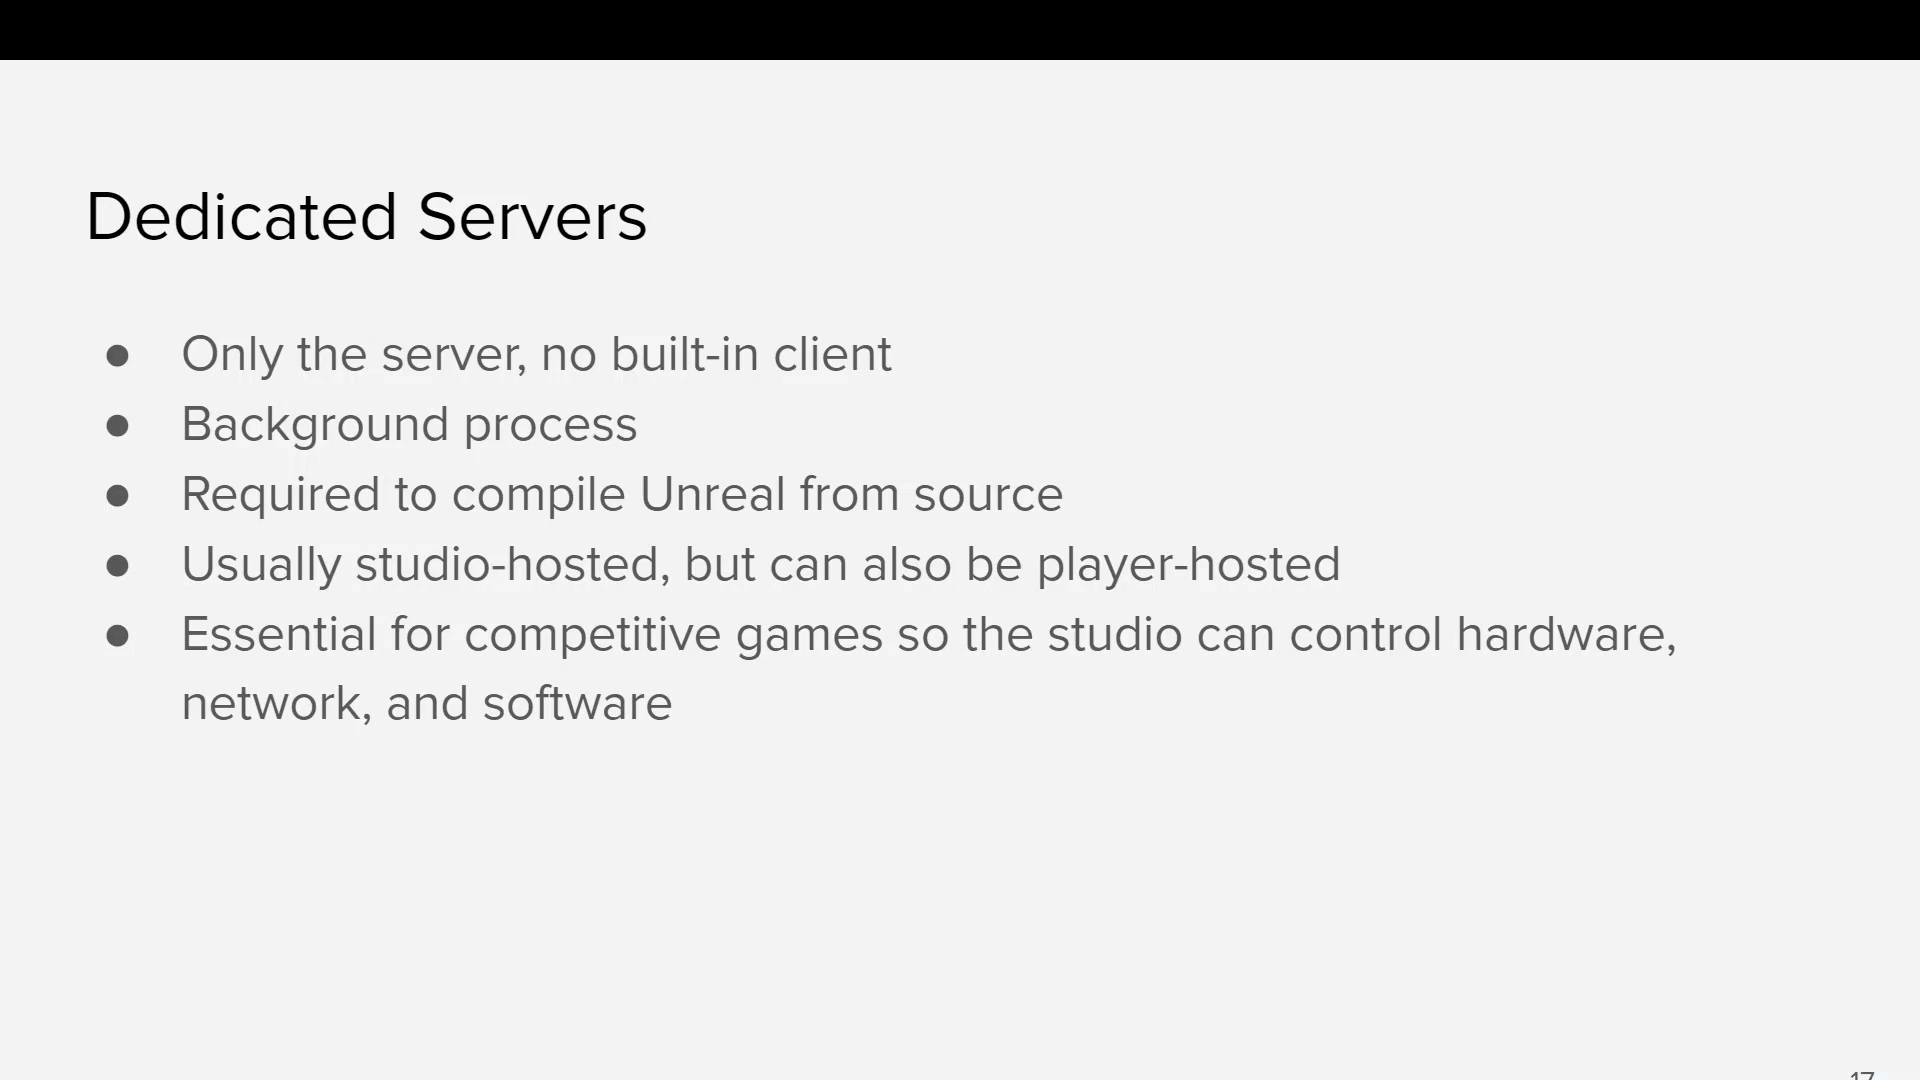 Dedicated Servers
● Only the server, no built-in client
● Background process
● Required to compile Unreal from source
● Usually studio-hosted, but can also be player-hosted
● Essential for competitive games so the studio can control hardware,
network, and software
17